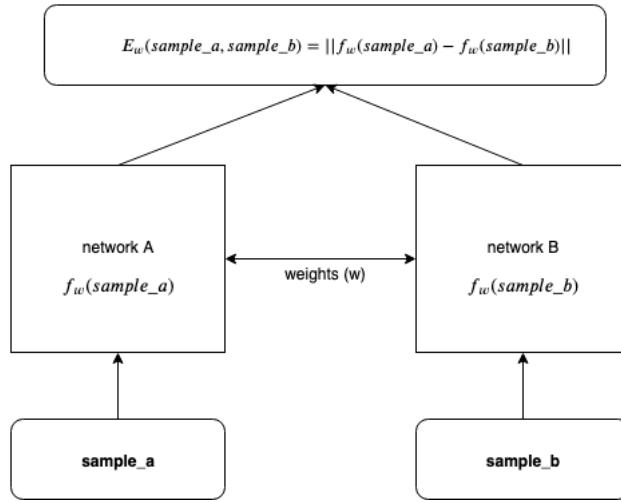 E_w(sample_a, sample_b) = ||f_w(sample_a) − f_w(sample_b)||
network A
f_w(sample_a)
network B
f_w(sample_b)
weights (w)
sample_a
sample_b